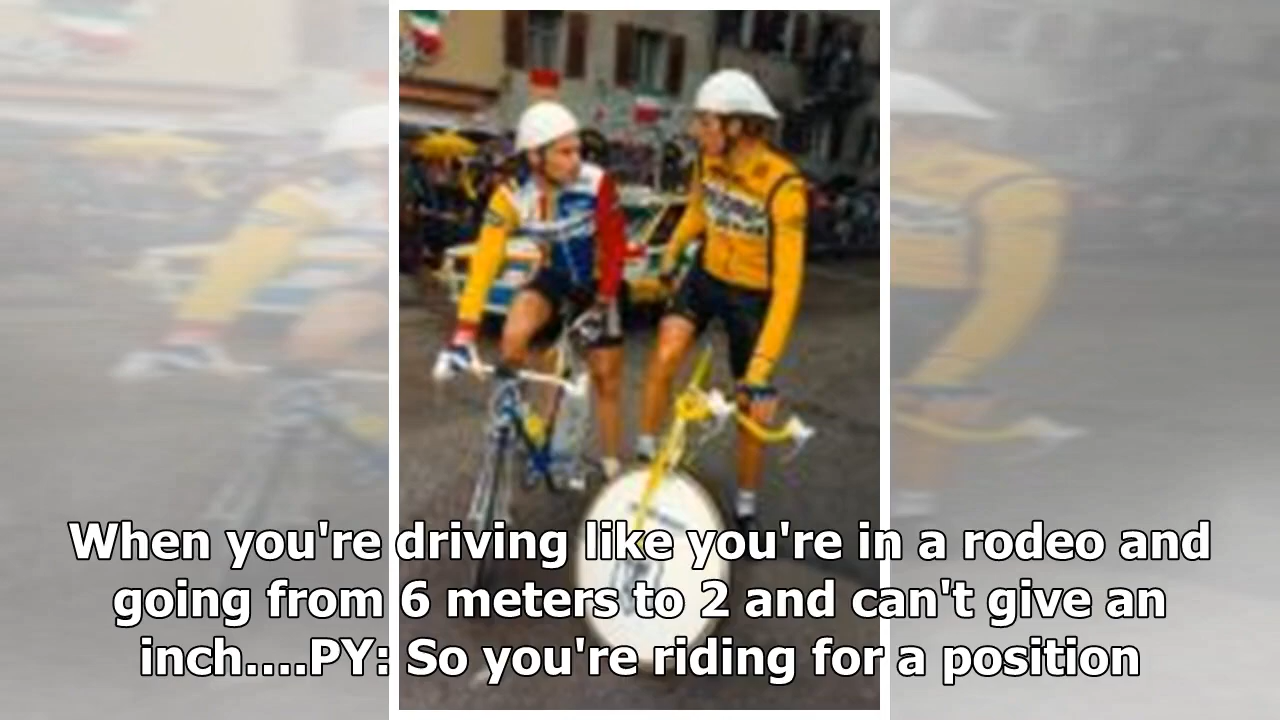 When you're driving like you're in a rodeo and
going from 6 meters to 2 and can't give an
inch....PY: So you're riding for a position